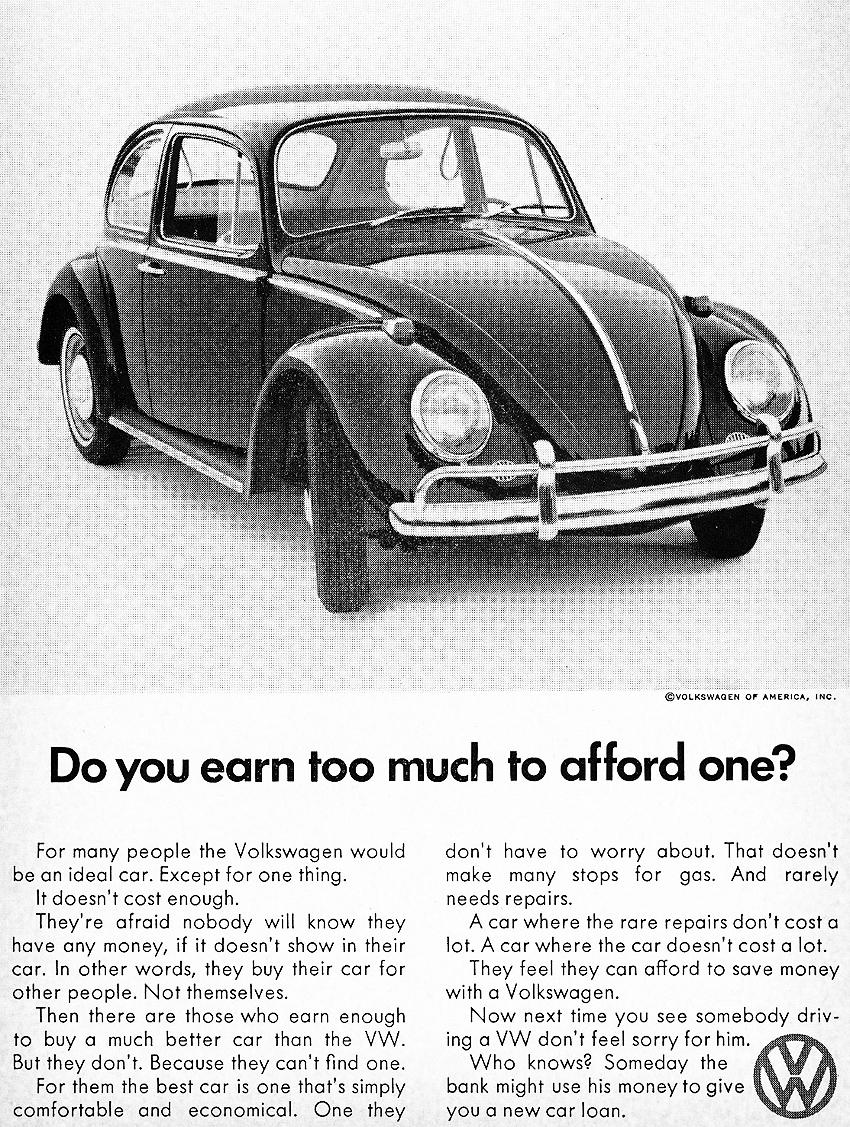 ©VOLKSWAGEN OF AMERICA, INC.
Do you earn too much to afford one?
For many people the Volkswagen would
be an ideal car. Except for one thing.
It doesn't cost enough.
They're afraid nobody will know they
have any money, if it doesn't show in their
car. In other words, they buy their car for
other people. Not themselves.
Then there are those who earn enough
to buy a much better car than the VW.
But they don't. Because they can't find one.
For them the best car is one that's simply
comfortable and economical. One they
don't have to worry about. That doesn't
make many stops for gas. And rarely
needs repairs.
A car where the rare repairs don't cost a
lot. A car where the car doesn't cost a lot.
They feel they can afford to save money
with a Volkswagen.
Now next time you see somebody driv-
ing a VW don't feel sorry for him.
Who knows? Someday the
bank might use his money to give
you a new car loan.
VW